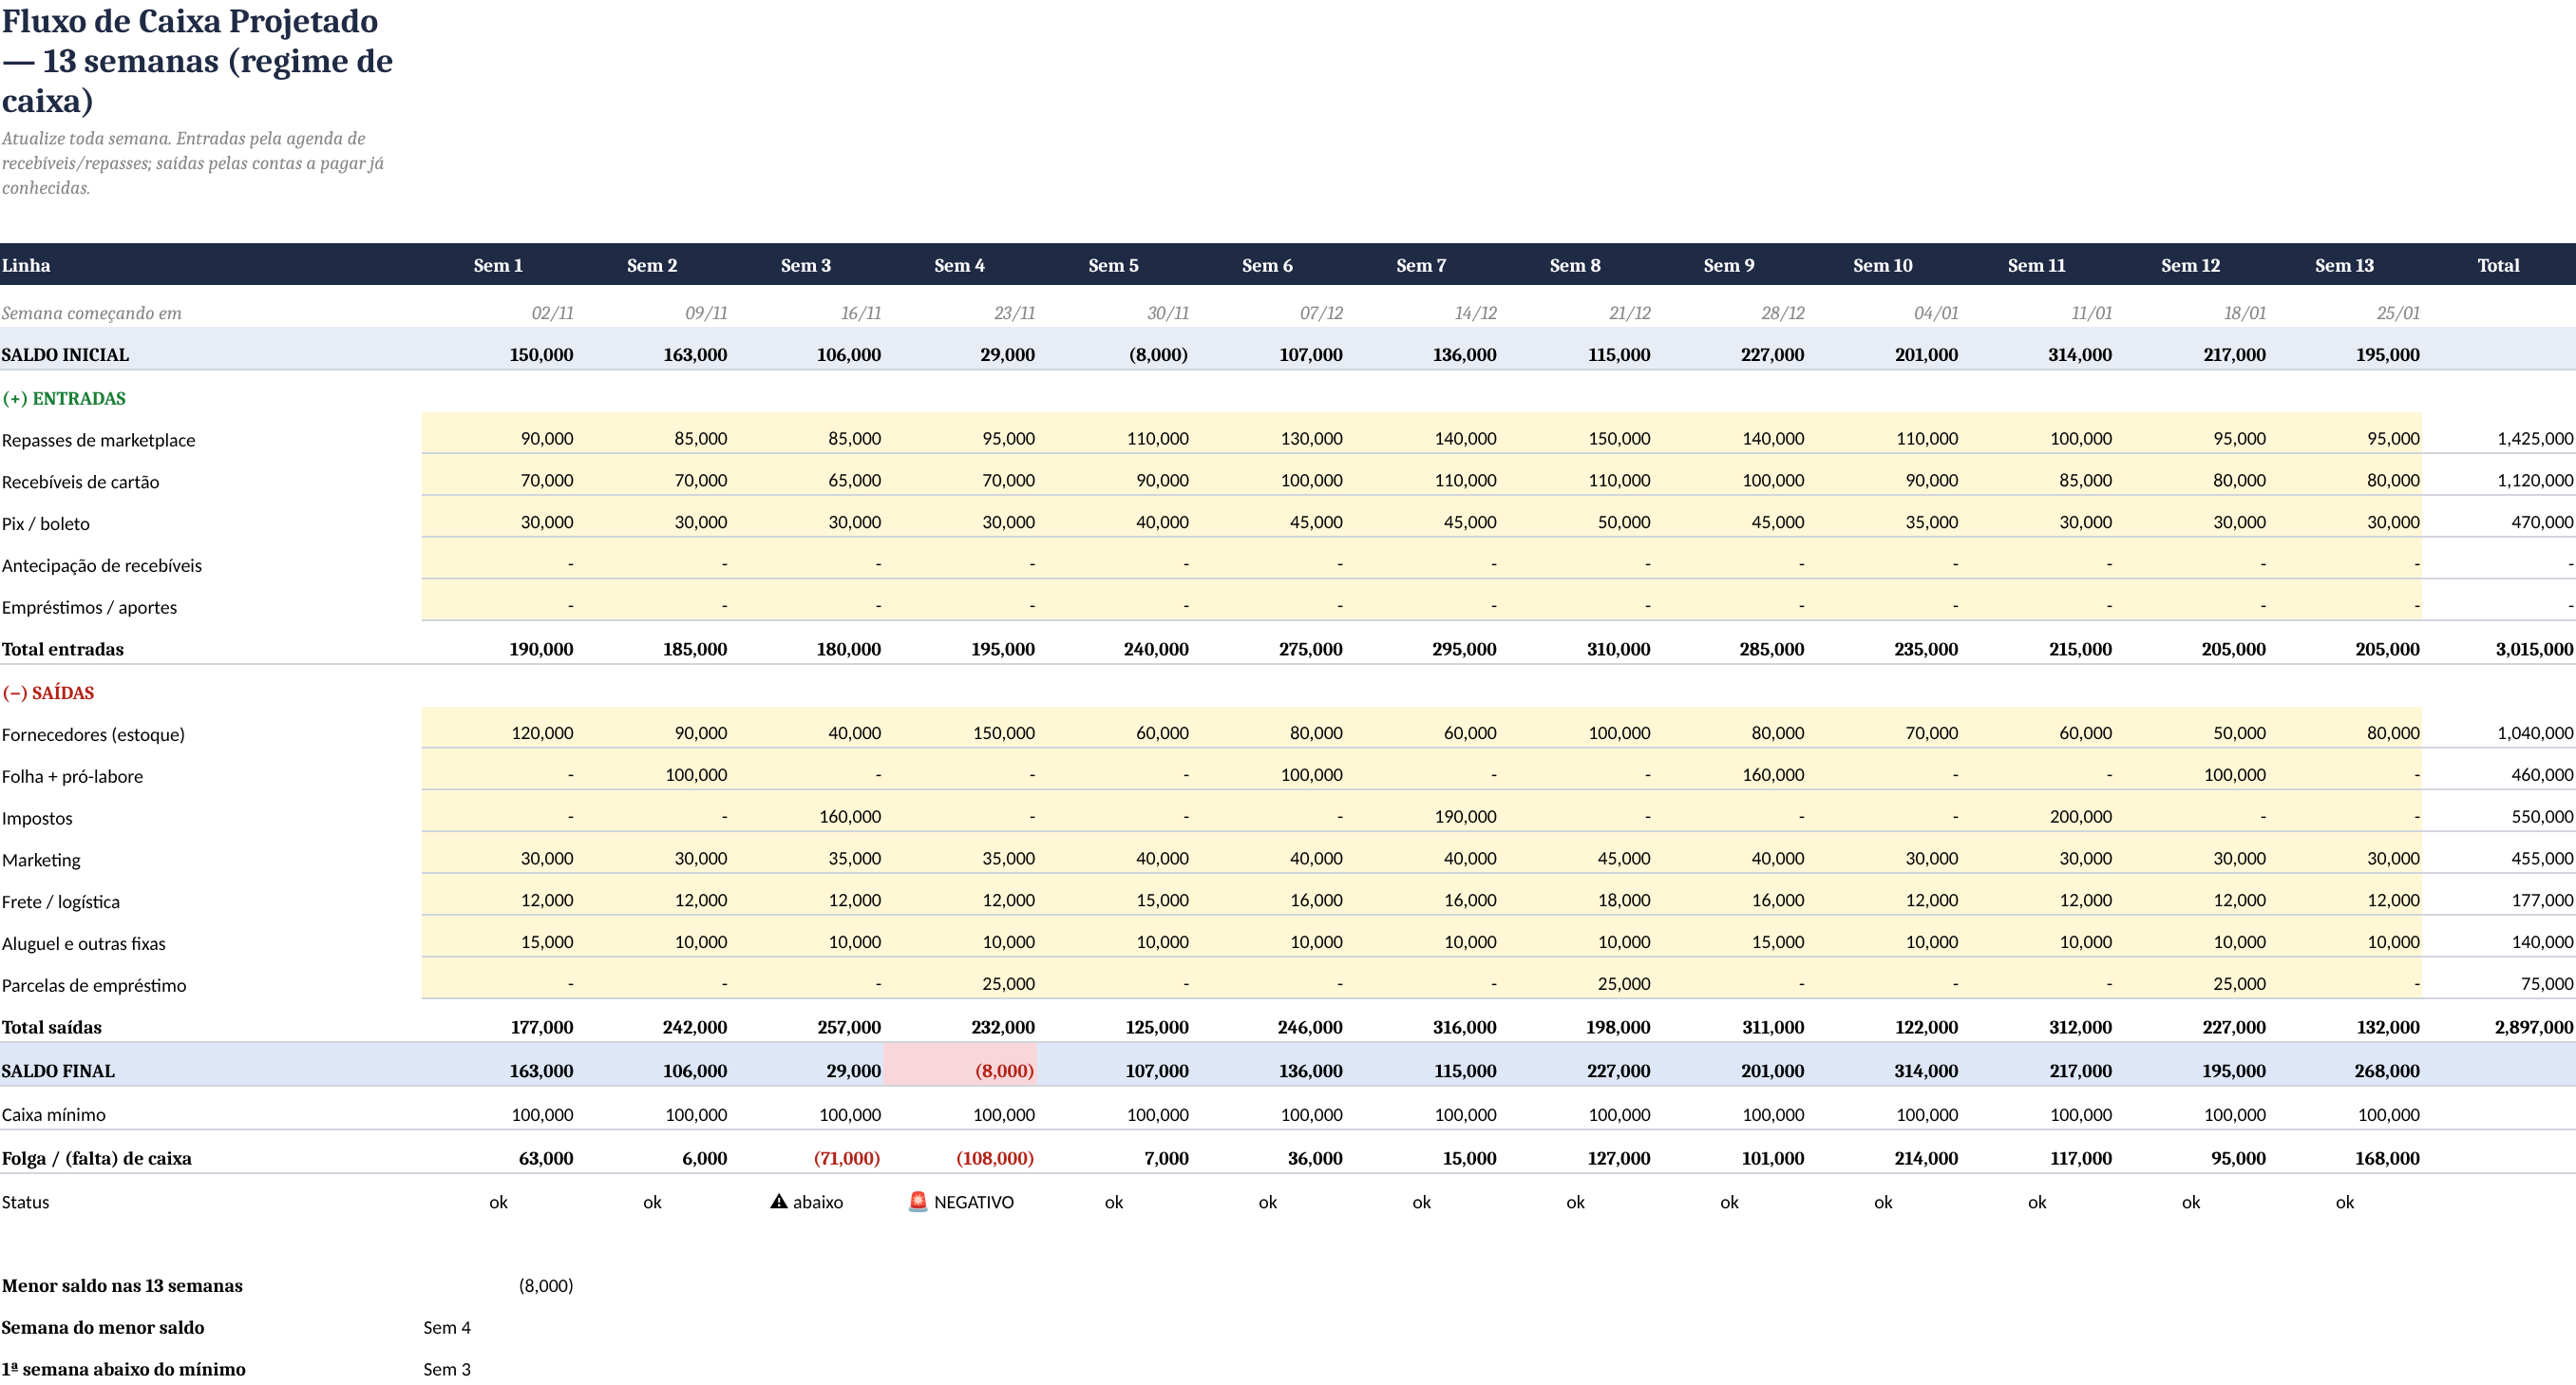 Fluxo de Caixa Projetado
— 13 semanas (regime de
caixa)
Atualize toda semana. Entradas pela agenda de
recebíveis/repasses; saídas pelas contas a pagar já
conhecidas.
Linha Sem 1 Sem 2 Sem 3 Sem 4 Sem 5 Sem 6 Sem 7 Sem 8 Sem 9 Sem 10 Sem 11 Sem 12 Sem 13 Total
Semana começando em 02/11 09/11 16/11 23/11 30/11 07/12 14/12 21/12 28/12 04/01 11/01 18/01 25/01
SALDO INICIAL 150,000 163,000 106,000 29,000 (8,000) 107,000 136,000 115,000 227,000 201,000 314,000 217,000 195,000
(+) ENTRADAS
Repasses de marketplace 90,000 85,000 85,000 95,000 110,000 130,000 140,000 150,000 140,000 110,000 100,000 95,000 95,000 1,425,000
Recebíveis de cartão 70,000 70,000 65,000 70,000 90,000 100,000 110,000 110,000 100,000 90,000 85,000 80,000 80,000 1,120,000
Pix / boleto 30,000 30,000 30,000 30,000 40,000 45,000 45,000 50,000 45,000 35,000 30,000 30,000 30,000 470,000
Antecipação de recebíveis - - - - - - - - - - - - - -
Empréstimos / aportes - - - - - - - - - - - - - -
Total entradas 190,000 185,000 180,000 195,000 240,000 275,000 295,000 310,000 285,000 235,000 215,000 205,000 205,000 3,015,000
(−) SAÍDAS
Fornecedores (estoque) 120,000 90,000 40,000 150,000 60,000 80,000 60,000 100,000 80,000 70,000 60,000 50,000 80,000 1,040,000
Folha + pró-labore - 100,000 - - - 100,000 - - 160,000 - - 100,000 - 460,000
Impostos - - 160,000 - - - 190,000 - - - 200,000 - - 550,000
Marketing 30,000 30,000 35,000 35,000 40,000 40,000 40,000 45,000 40,000 30,000 30,000 30,000 30,000 455,000
Frete / logística 12,000 12,000 12,000 12,000 15,000 16,000 16,000 18,000 16,000 12,000 12,000 12,000 12,000 177,000
Aluguel e outras fixas 15,000 10,000 10,000 10,000 10,000 10,000 10,000 10,000 15,000 10,000 10,000 10,000 10,000 140,000
Parcelas de empréstimo - - - 25,000 - - - 25,000 - - - 25,000 - 75,000
Total saídas 177,000 242,000 257,000 232,000 125,000 246,000 316,000 198,000 311,000 122,000 312,000 227,000 132,000 2,897,000
SALDO FINAL 163,000 106,000 29,000 (8,000) 107,000 136,000 115,000 227,000 201,000 314,000 217,000 195,000 268,000
Caixa mínimo 100,000 100,000 100,000 100,000 100,000 100,000 100,000 100,000 100,000 100,000 100,000 100,000 100,000
Folga / (falta) de caixa 63,000 6,000 (71,000) (108,000) 7,000 36,000 15,000 127,000 101,000 214,000 117,000 95,000 168,000
Status ok ok ⚠ abaixo 🚨 NEGATIVO ok ok ok ok ok ok ok ok ok
Menor saldo nas 13 semanas (8,000)
Semana do menor saldo Sem 4
1ª semana abaixo do mínimo Sem 3